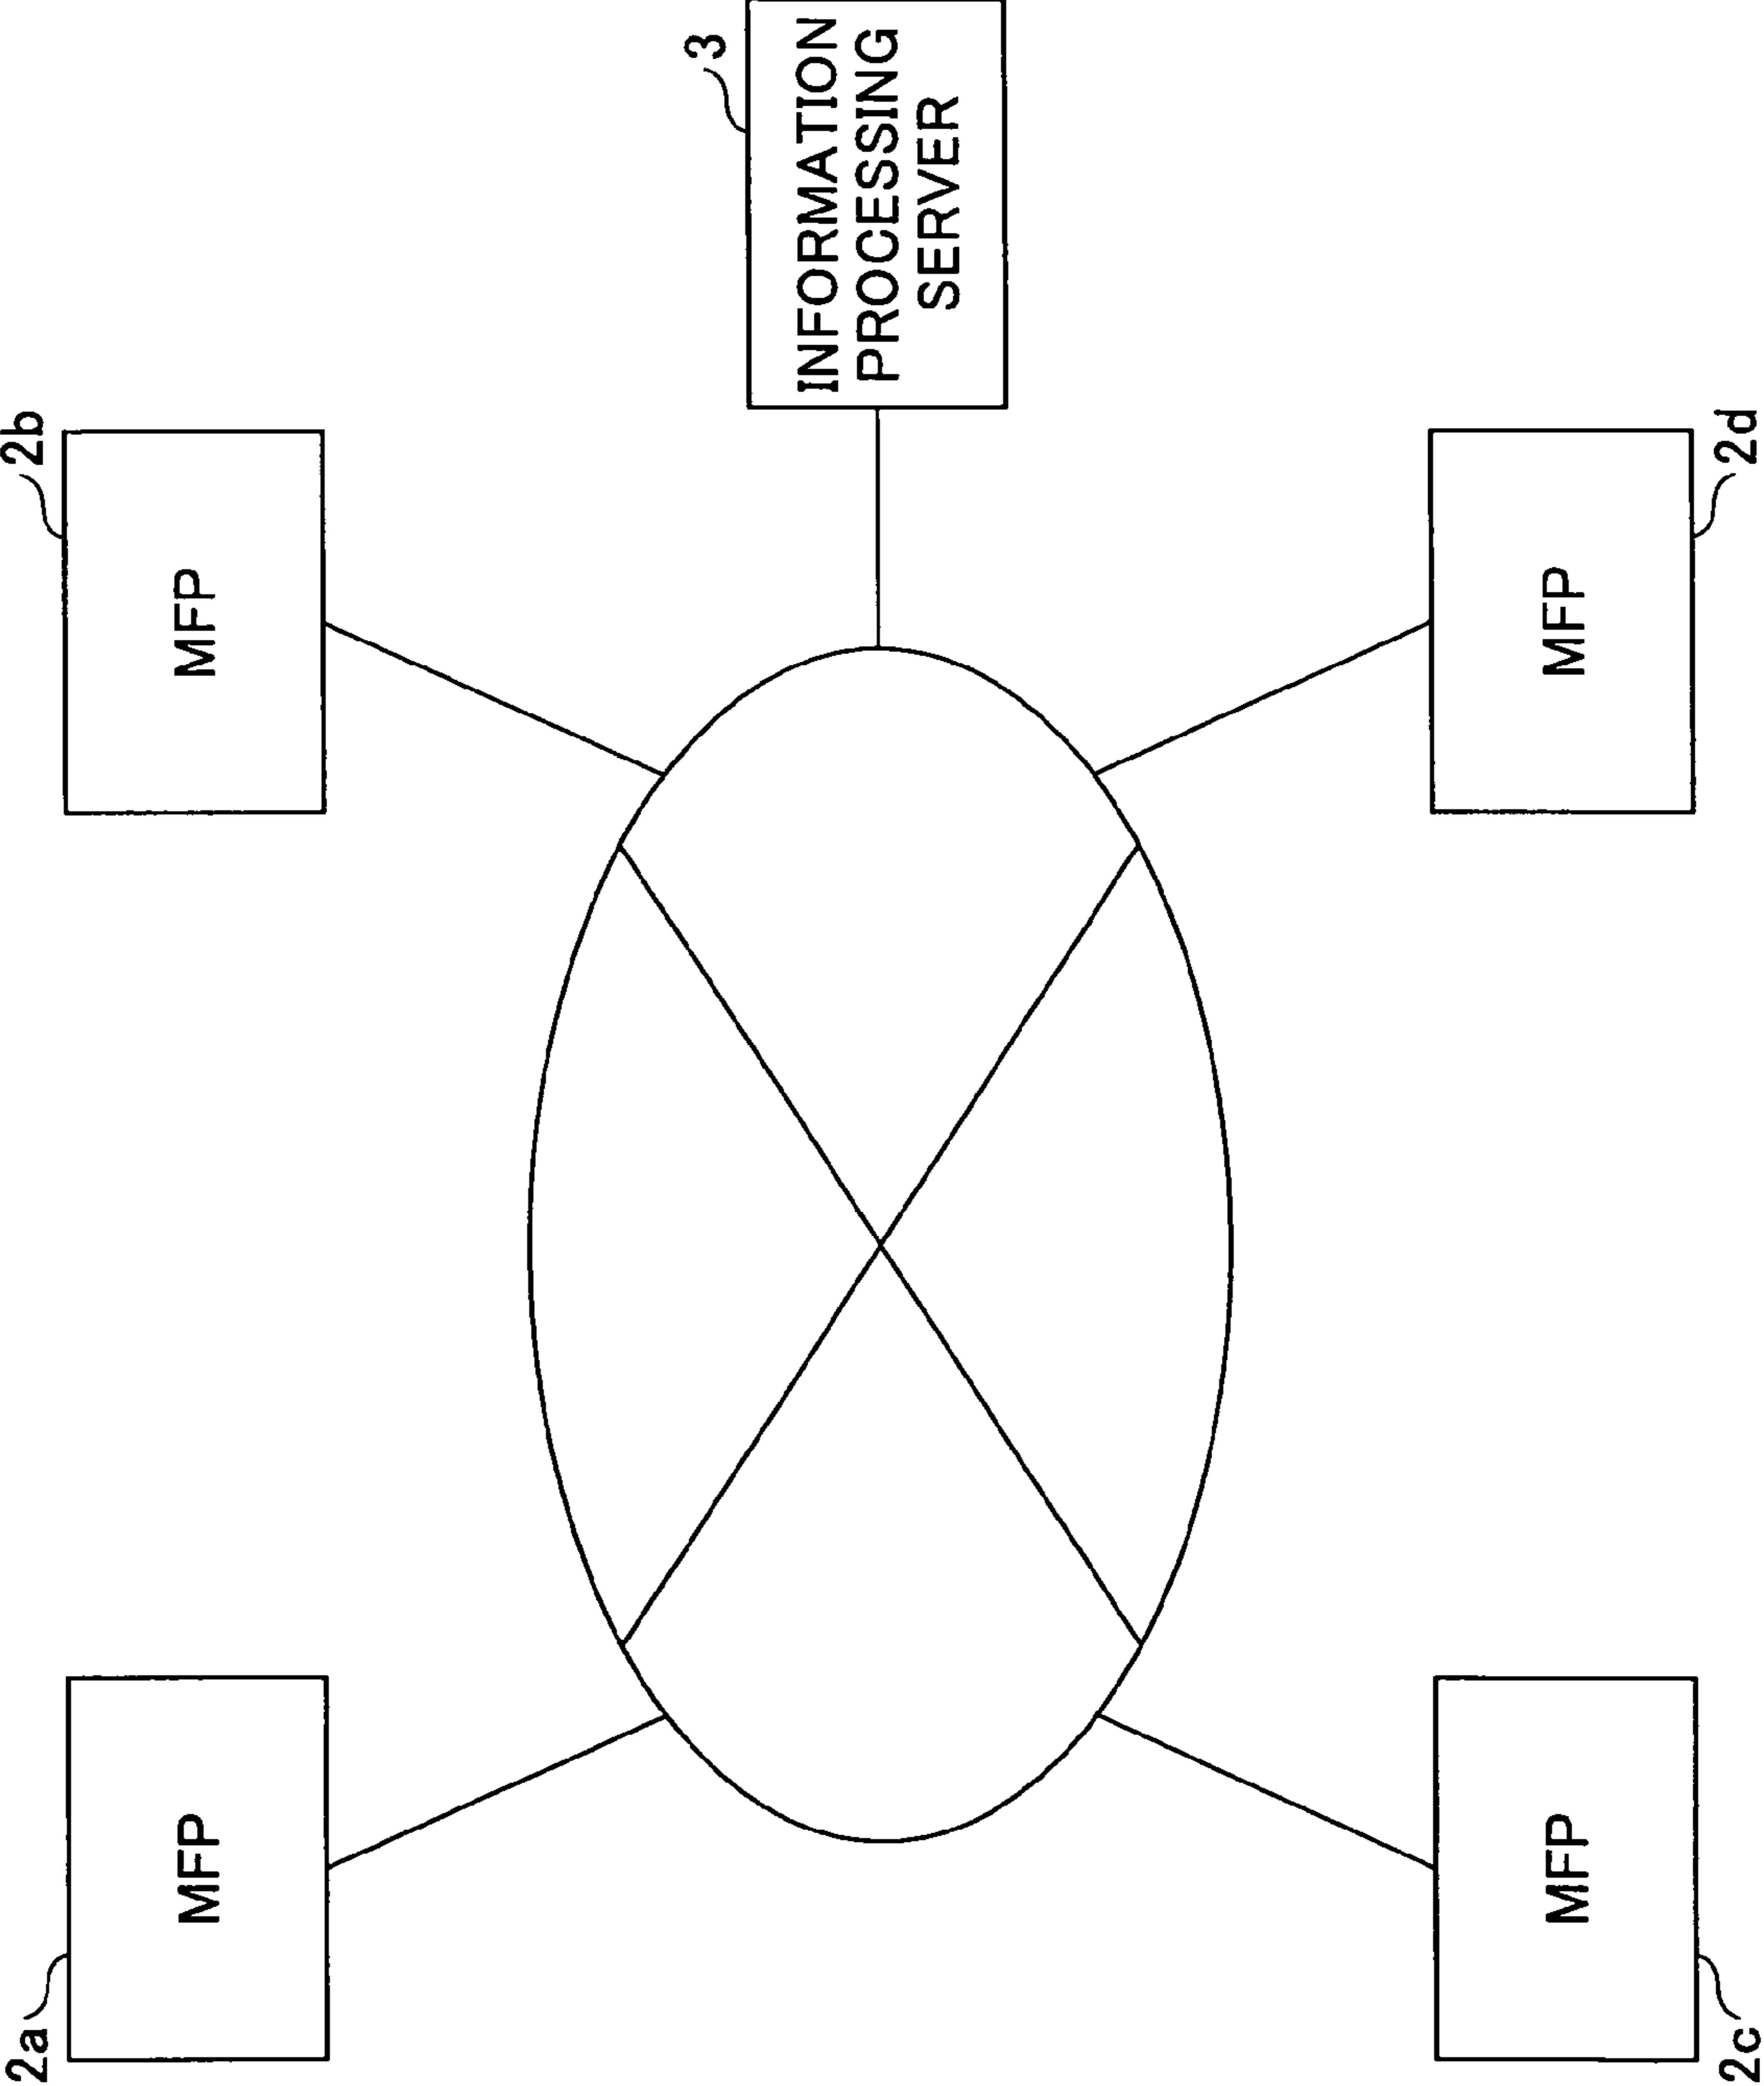 2a
MFP
2b
MFP
3
INFORMATION
PROCESSING
SERVER
MFP
2c
MFP
2d